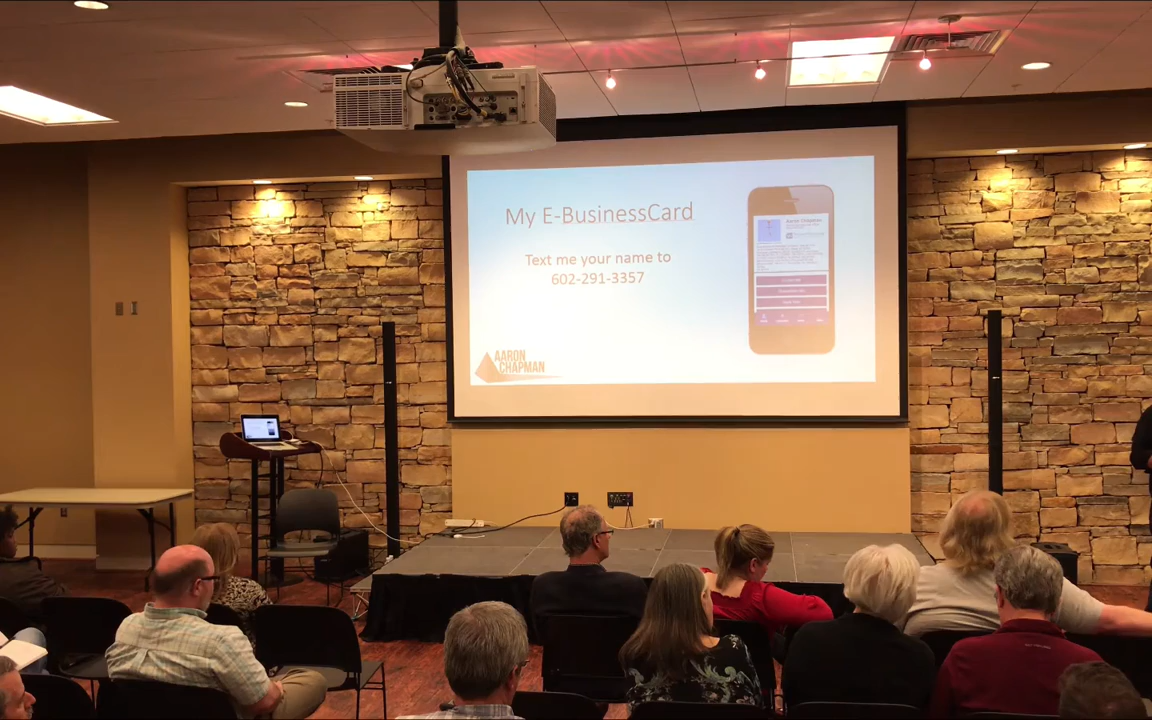 My E-BusinessCard
Text me your name to
602-291-3357
AARON
CHAPMAN